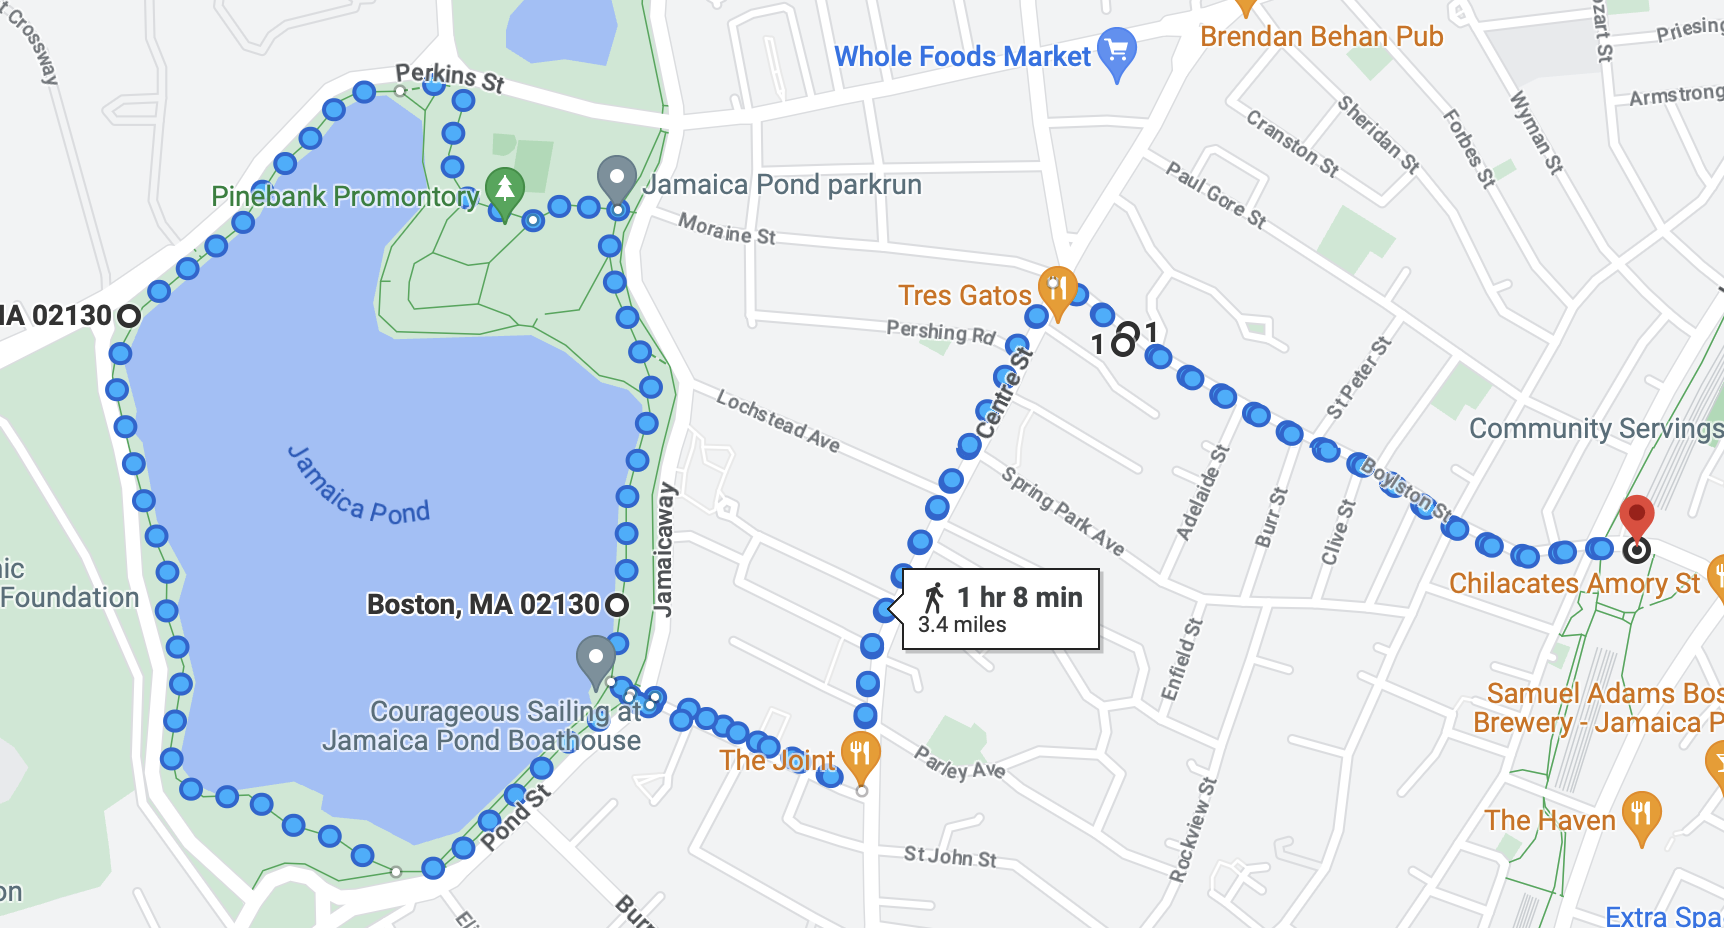 t Crossway
Perkins St
Whole Foods Market
Brendan Behan Pub
zart St
Priesing
Armstrong
Sheridan St
Cranston St
Forbes St
Wyman St
Paul Gore St
Pinebank Promontory
Jamaica Pond parkrun
Moraine St
Tres Gatos
Pershing Rd
MA 02130
1
1
Centre St
St Peter St
Lochstead Ave
Community Servings
Jamaica Pond
Jamaicaway
Spring Park Ave
Adelaide St
Burr St
Clive St
Boylston St
nic
Foundation
Boston, MA 02130
1 hr 8 min
3.4 miles
Chilacates Amory St
Enfield St
Courageous Sailing at
Jamaica Pond Boathouse
The Joint
Parley Ave
Samuel Adams Bos
Brewery - Jamaica P
Pond St
Rockview St
The Haven
St John St
on
Burr
Eli
Extra Spa